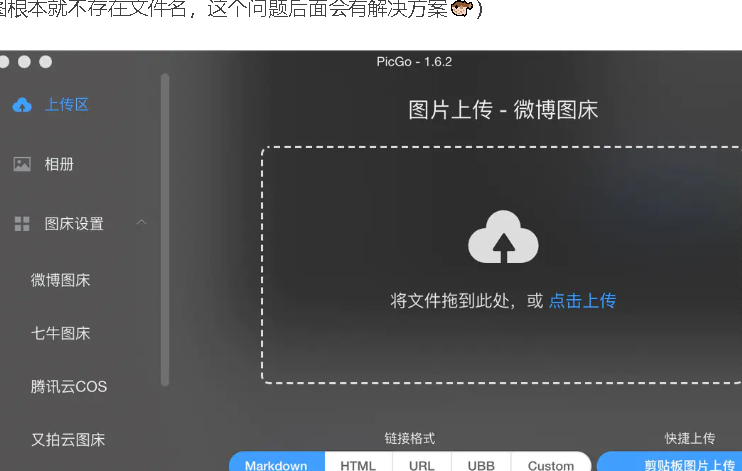 图根本就不存在文件名，这个问题后面会有解决方案🐡)
PicGo - 1.6.2
上传区
图片上传 - 微博图床
相册
图床设置
微博图床
将文件拖到此处，或 点击上传
七牛图床
腾讯云COS
又拍云图床
链接格式
快捷上传
Markdown
HTML
URL
UBB
Custom
剪贴板图片上传